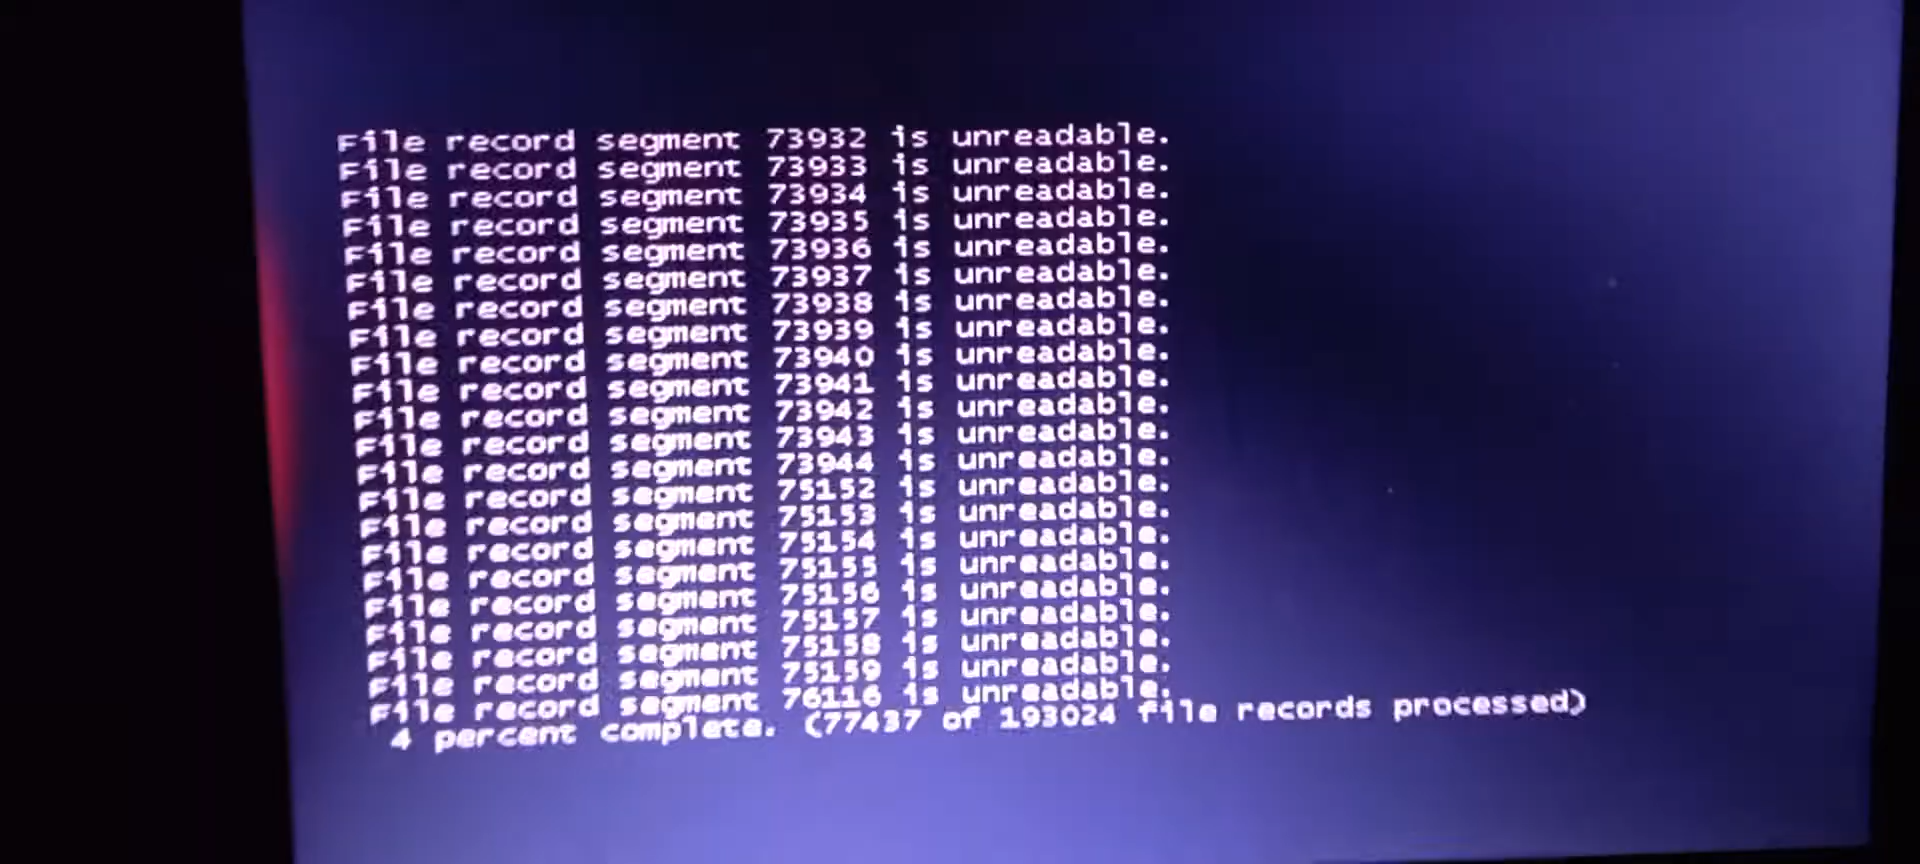 File record segment 73932 is unreadable.
File record segment 73933 is unreadable.
File record segment 73934 is unreadable.
File record segment 73935 is unreadable.
File record segment 73936 is unreadable.
File record segment 73937 is unreadable.
File record segment 73938 is unreadable.
File record segment 73939 is unreadable.
File record segment 73940 is unreadable.
File record segment 73941 is unreadable.
File record segment 73942 is unreadable.
File record segment 73943 is unreadable.
File record segment 73944 is unreadable.
File record segment 75152 is unreadable.
File record segment 75153 is unreadable.
File record segment 75154 is unreadable.
File record segment 75155 is unreadable.
File record segment 75156 is unreadable.
File record segment 75157 is unreadable.
File record segment 75158 is unreadable.
File record segment 75159 is unreadable.
File record segment 76116 is unreadable.
4 percent complete. (77437 of 193024 file records processed)